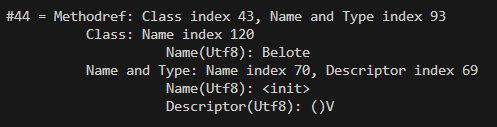 #44 = Methodref: Class index 43, Name and Type index 93
Class: Name index 120
Name(Utf8): Belote
Name and Type: Name index 70, Descriptor index 69
Name(Utf8): <init>
Descriptor(Utf8): ()V